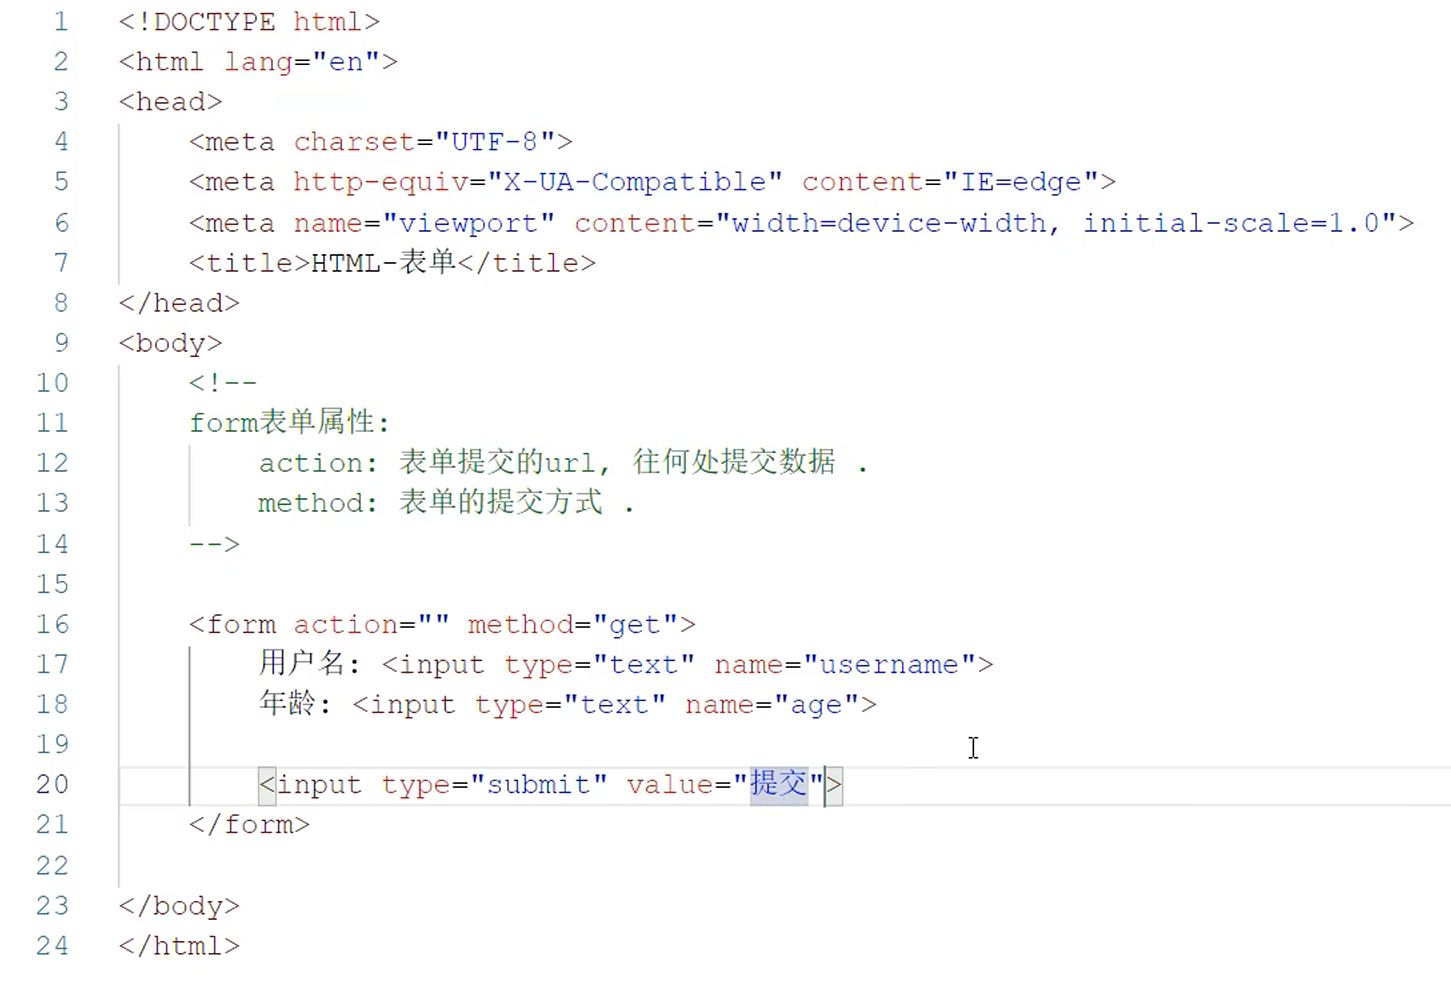 1 <!DOCTYPE html>
2 <html lang="en">
3 <head>
4     <meta charset="UTF-8">
5     <meta http-equiv="X-UA-Compatible" content="IE=edge">
6     <meta name="viewport" content="width=device-width, initial-scale=1.0">
7     <title>HTML-表单</title>
8 </head>
9 <body>
10     <!--
11     form表单属性:
12         action: 表单提交的url, 往何处提交数据 .
13         method: 表单的提交方式 .
14     -->
15
16     <form action="" method="get">
17         用户名: <input type="text" name="username">
18         年龄: <input type="text" name="age">
19
20         <input type="submit" value="提交">
21     </form>
22
23 </body>
24 </html>